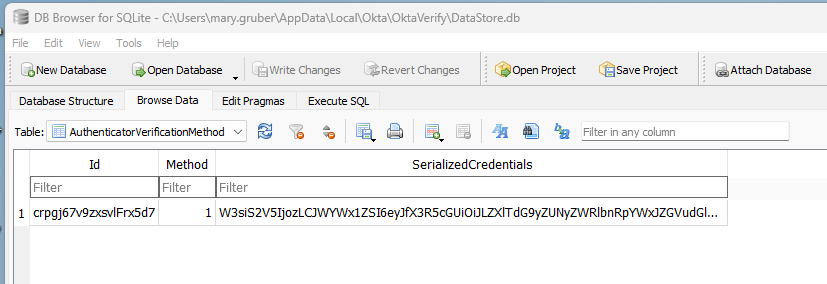 DB Browser for SQLite - C:\Users\mary.gruber\AppData\Local\Okta\OktaVerify\DataStore.db
File Edit View Tools Help
New Database Open Database Write Changes Revert Changes Open Project Save Project Attach Database
Database Structure Browse Data Edit Pragmas Execute SQL
Table: AuthenticatorVerificationMethod Filter in any column
Id Method SerializedCredentials
Filter Filter Filter
1 crpgj67v9zxsvlFrx5d7 1 W3siS2V5IjozLCJWYWx1ZSI6eyJfX3R5cGUiOiJLZXlTdG9yZUNyZWRlbnRpYWxJZGVudGl...